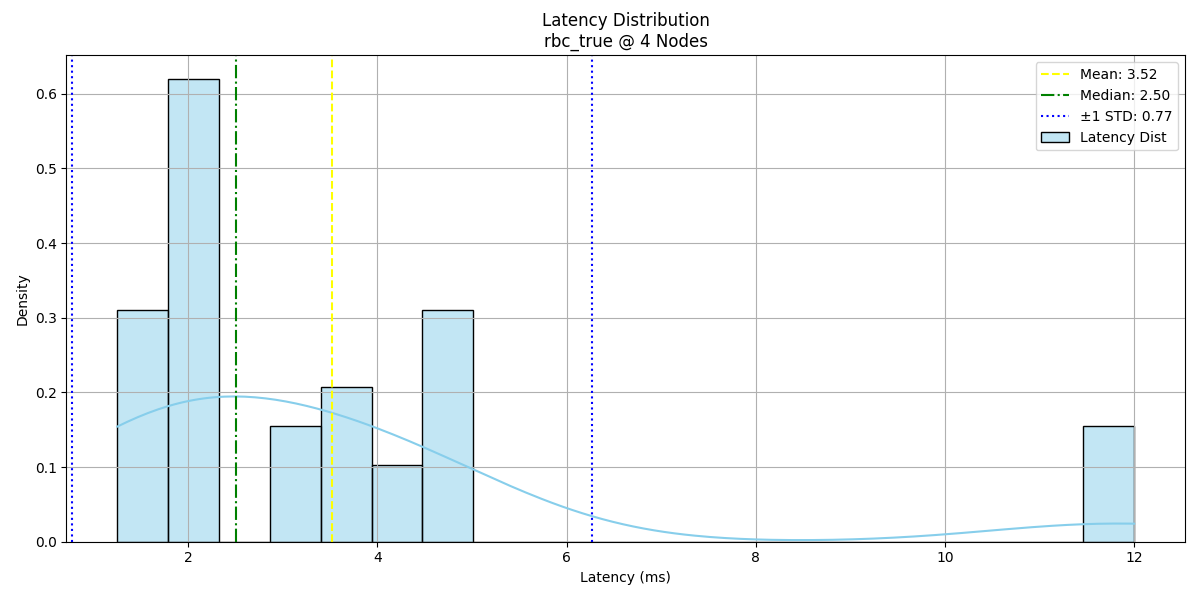 Latency Distribution
rbc_true @ 4 Nodes
Mean: 3.52
Median: 2.50
±1 STD: 0.77
Latency Dist
Density
0.6
0.5
0.4
0.3
0.2
0.1
0.0
2 4 6 8 10 12
Latency (ms)